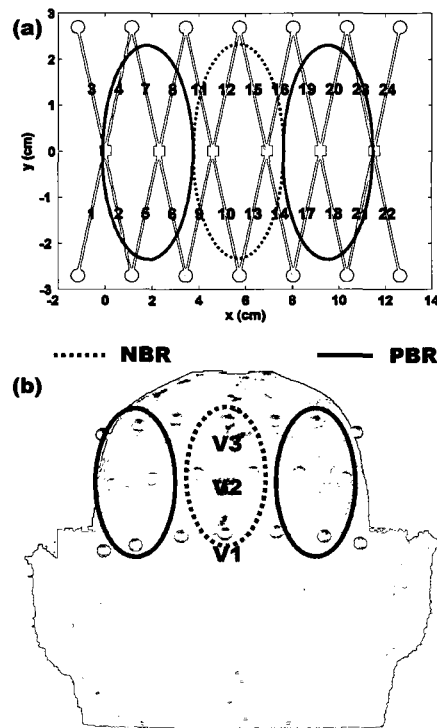 (a)
3
2
1
0
-1
-2
-3
y (cm)
3 4 7 8 11 12 15 16 19 20 23 24
1 2 5 6 9 10 13 14 17 18 21 22
-2 0 2 4 6 8 10 12 14
x (cm)
NBR PBR
(b)
V3
V2
V1